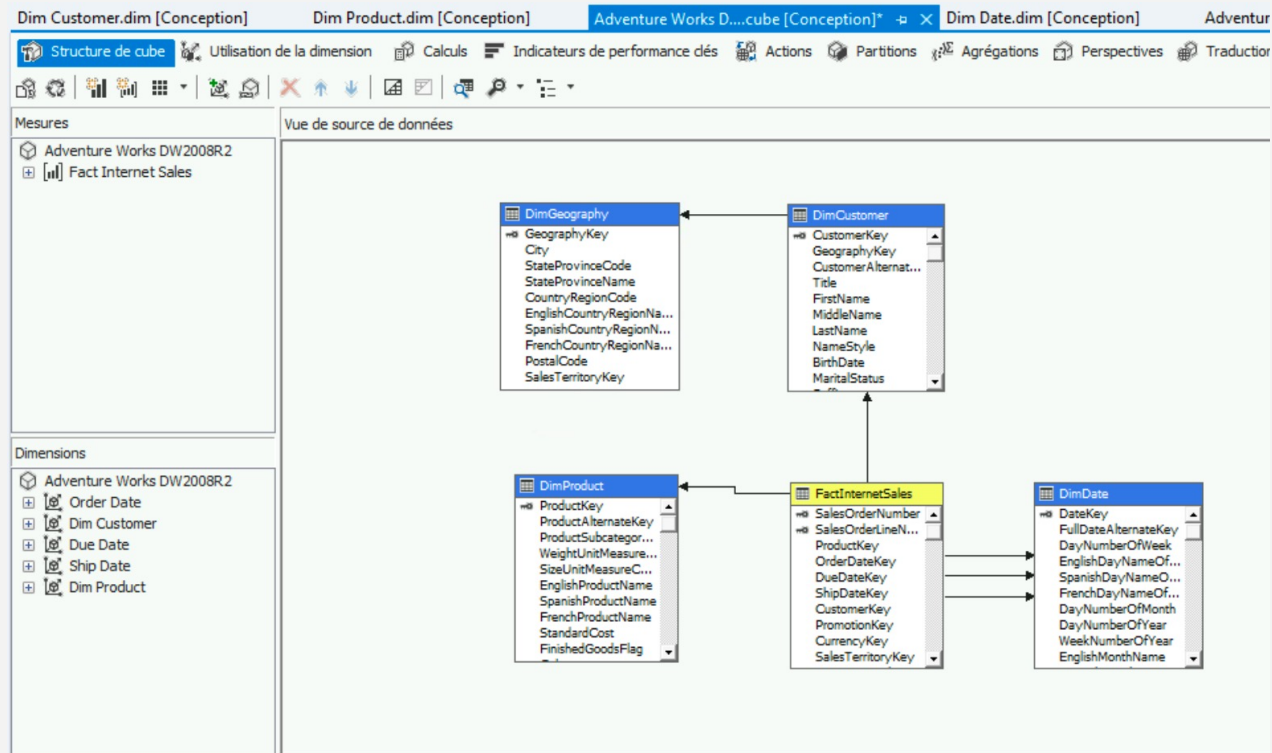 Dim Customer.dim [Conception]
Dim Product.dim [Conception]
Adventure Works D....cube [Conception]*
Dim Date.dim [Conception]
Adventur
Structure de cube
Utilisation de la dimension
Calculs
Indicateurs de performance clés
Actions
Partitions
Agrégations
Perspectives
Traduction
Mesures
Adventure Works DW2008R2
Fact Internet Sales
Vue de source de données
DimGeography
GeographyKey
City
StateProvinceCode
StateProvinceName
CountryRegionCode
EnglishCountryRegionNa...
SpanishCountryRegionN...
FrenchCountryRegionNa...
PostalCode
SalesTerritoryKey
DimCustomer
CustomerKey
GeographyKey
CustomerAlternat...
Title
FirstName
MiddleName
LastName
NameStyle
BirthDate
MaritalStatus
Dimensions
Adventure Works DW2008R2
Order Date
Dim Customer
Due Date
Ship Date
Dim Product
DimProduct
ProductKey
ProductAlternateKey
ProductSubcategor...
WeightUnitMeasure...
SizeUnitMeasureC...
EnglishProductName
SpanishProductName
FrenchProductName
StandardCost
FinishedGoodsFlag
FactInternetSales
SalesOrderNumber
SalesOrderLineN...
ProductKey
OrderDateKey
DueDateKey
ShipDateKey
CustomerKey
PromotionKey
CurrencyKey
SalesTerritoryKey
DimDate
DateKey
FullDateAlternateKey
DayNumberOfWeek
EnglishDayNameOf...
SpanishDayNameO...
FrenchDayNameOf...
DayNumberOfMonth
DayNumberOfYear
WeekNumberOfYear
EnglishMonthName